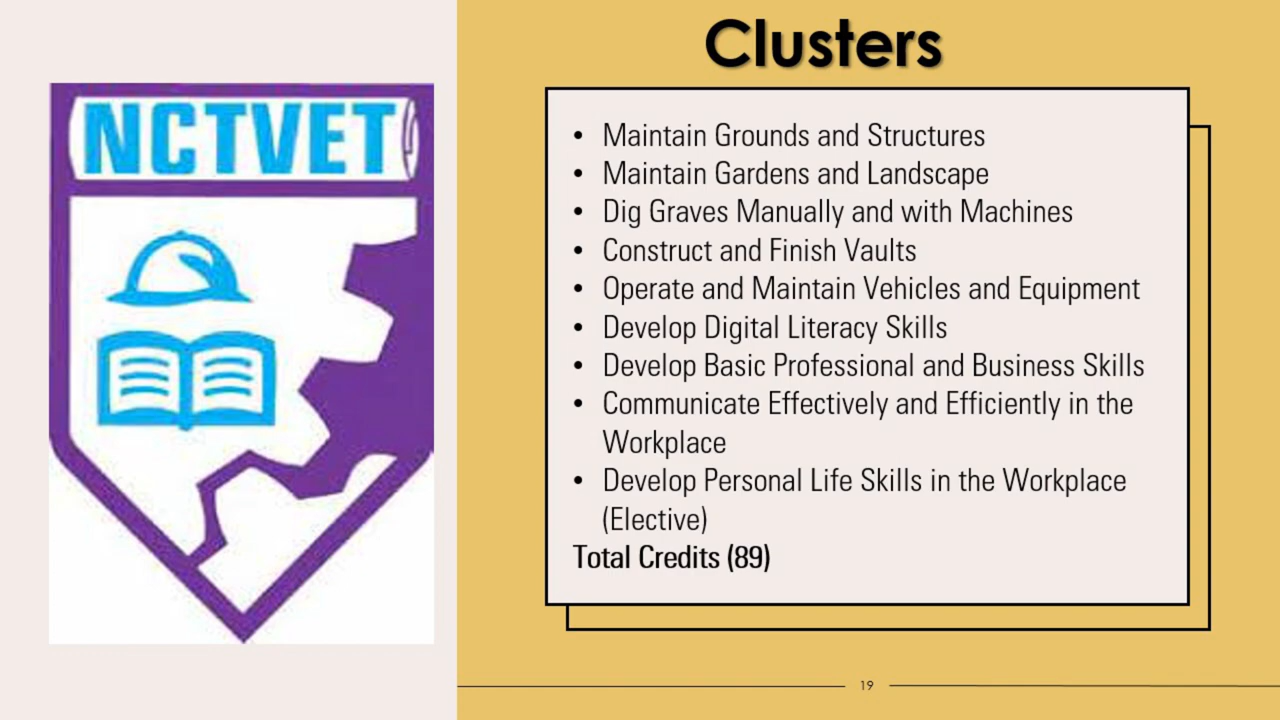 Clusters
NCTVET
• Maintain Grounds and Structures
• Maintain Gardens and Landscape
• Dig Graves Manually and with Machines
• Construct and Finish Vaults
• Operate and Maintain Vehicles and Equipment
• Develop Digital Literacy Skills
• Develop Basic Professional and Business Skills
• Communicate Effectively and Efficiently in the
Workplace
• Develop Personal Life Skills in the Workplace
(Elective)
Total Credits (89)
19